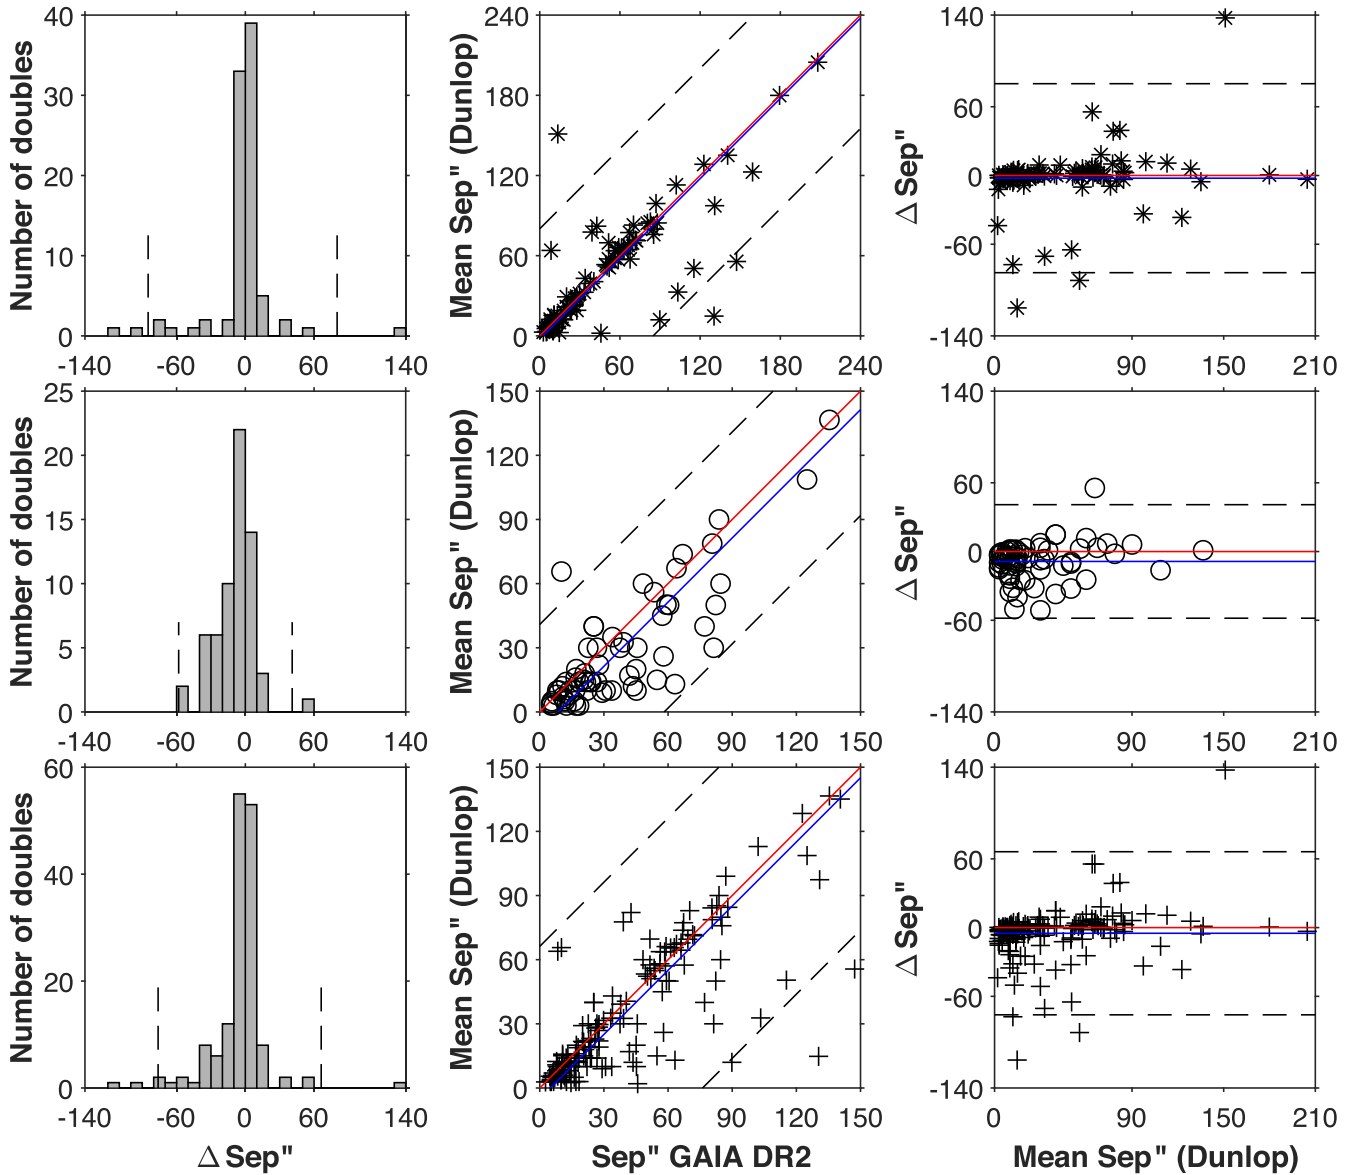 Number of doubles
40
30
20
10
0
-140 -60 0 60 140
Mean Sep" (Dunlop)
240
180
120
60
0
0 60 120 180 240
Δ Sep"
140
60
0
-60
-140
0 90 150 210
Number of doubles
25
20
15
10
5
0
-140 -60 0 60 140
Mean Sep" (Dunlop)
150
120
90
60
30
0
0 30 60 90 120 150
Δ Sep"
140
60
0
-60
-140
0 90 150 210
Number of doubles
60
40
20
0
-140 -60 0 60 140
Δ Sep"
Mean Sep" (Dunlop)
150
120
90
60
30
0
0 30 60 90 120 150
Sep" GAIA DR2
Δ Sep"
140
60
0
-60
-140
0 90 150 210
Mean Sep" (Dunlop)